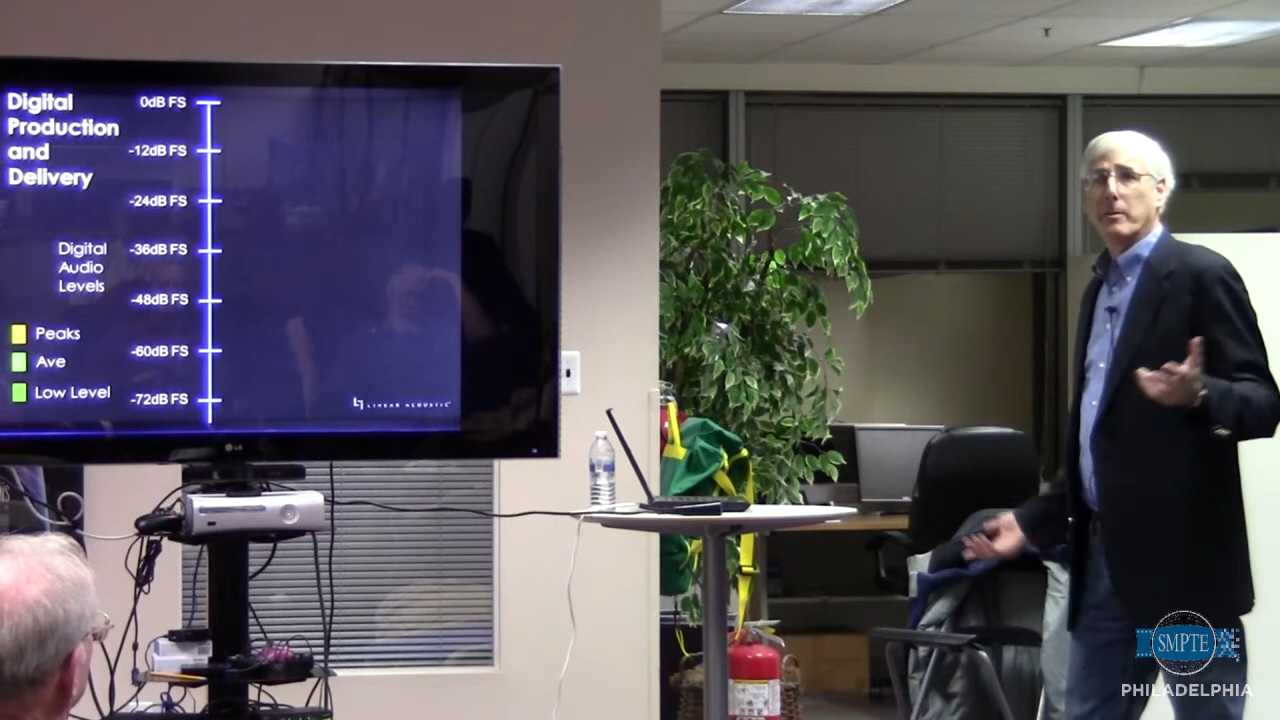 Digital
Production
and
Delivery
0dB FS
-12dB FS
-24dB FS
-36dB FS
-48dB FS
-60dB FS
-72dB FS
Digital
Audio
Levels
Peaks
Ave
Low Level
LINEAR ACOUSTIC
LG
SMPTE
PHILADELPHIA